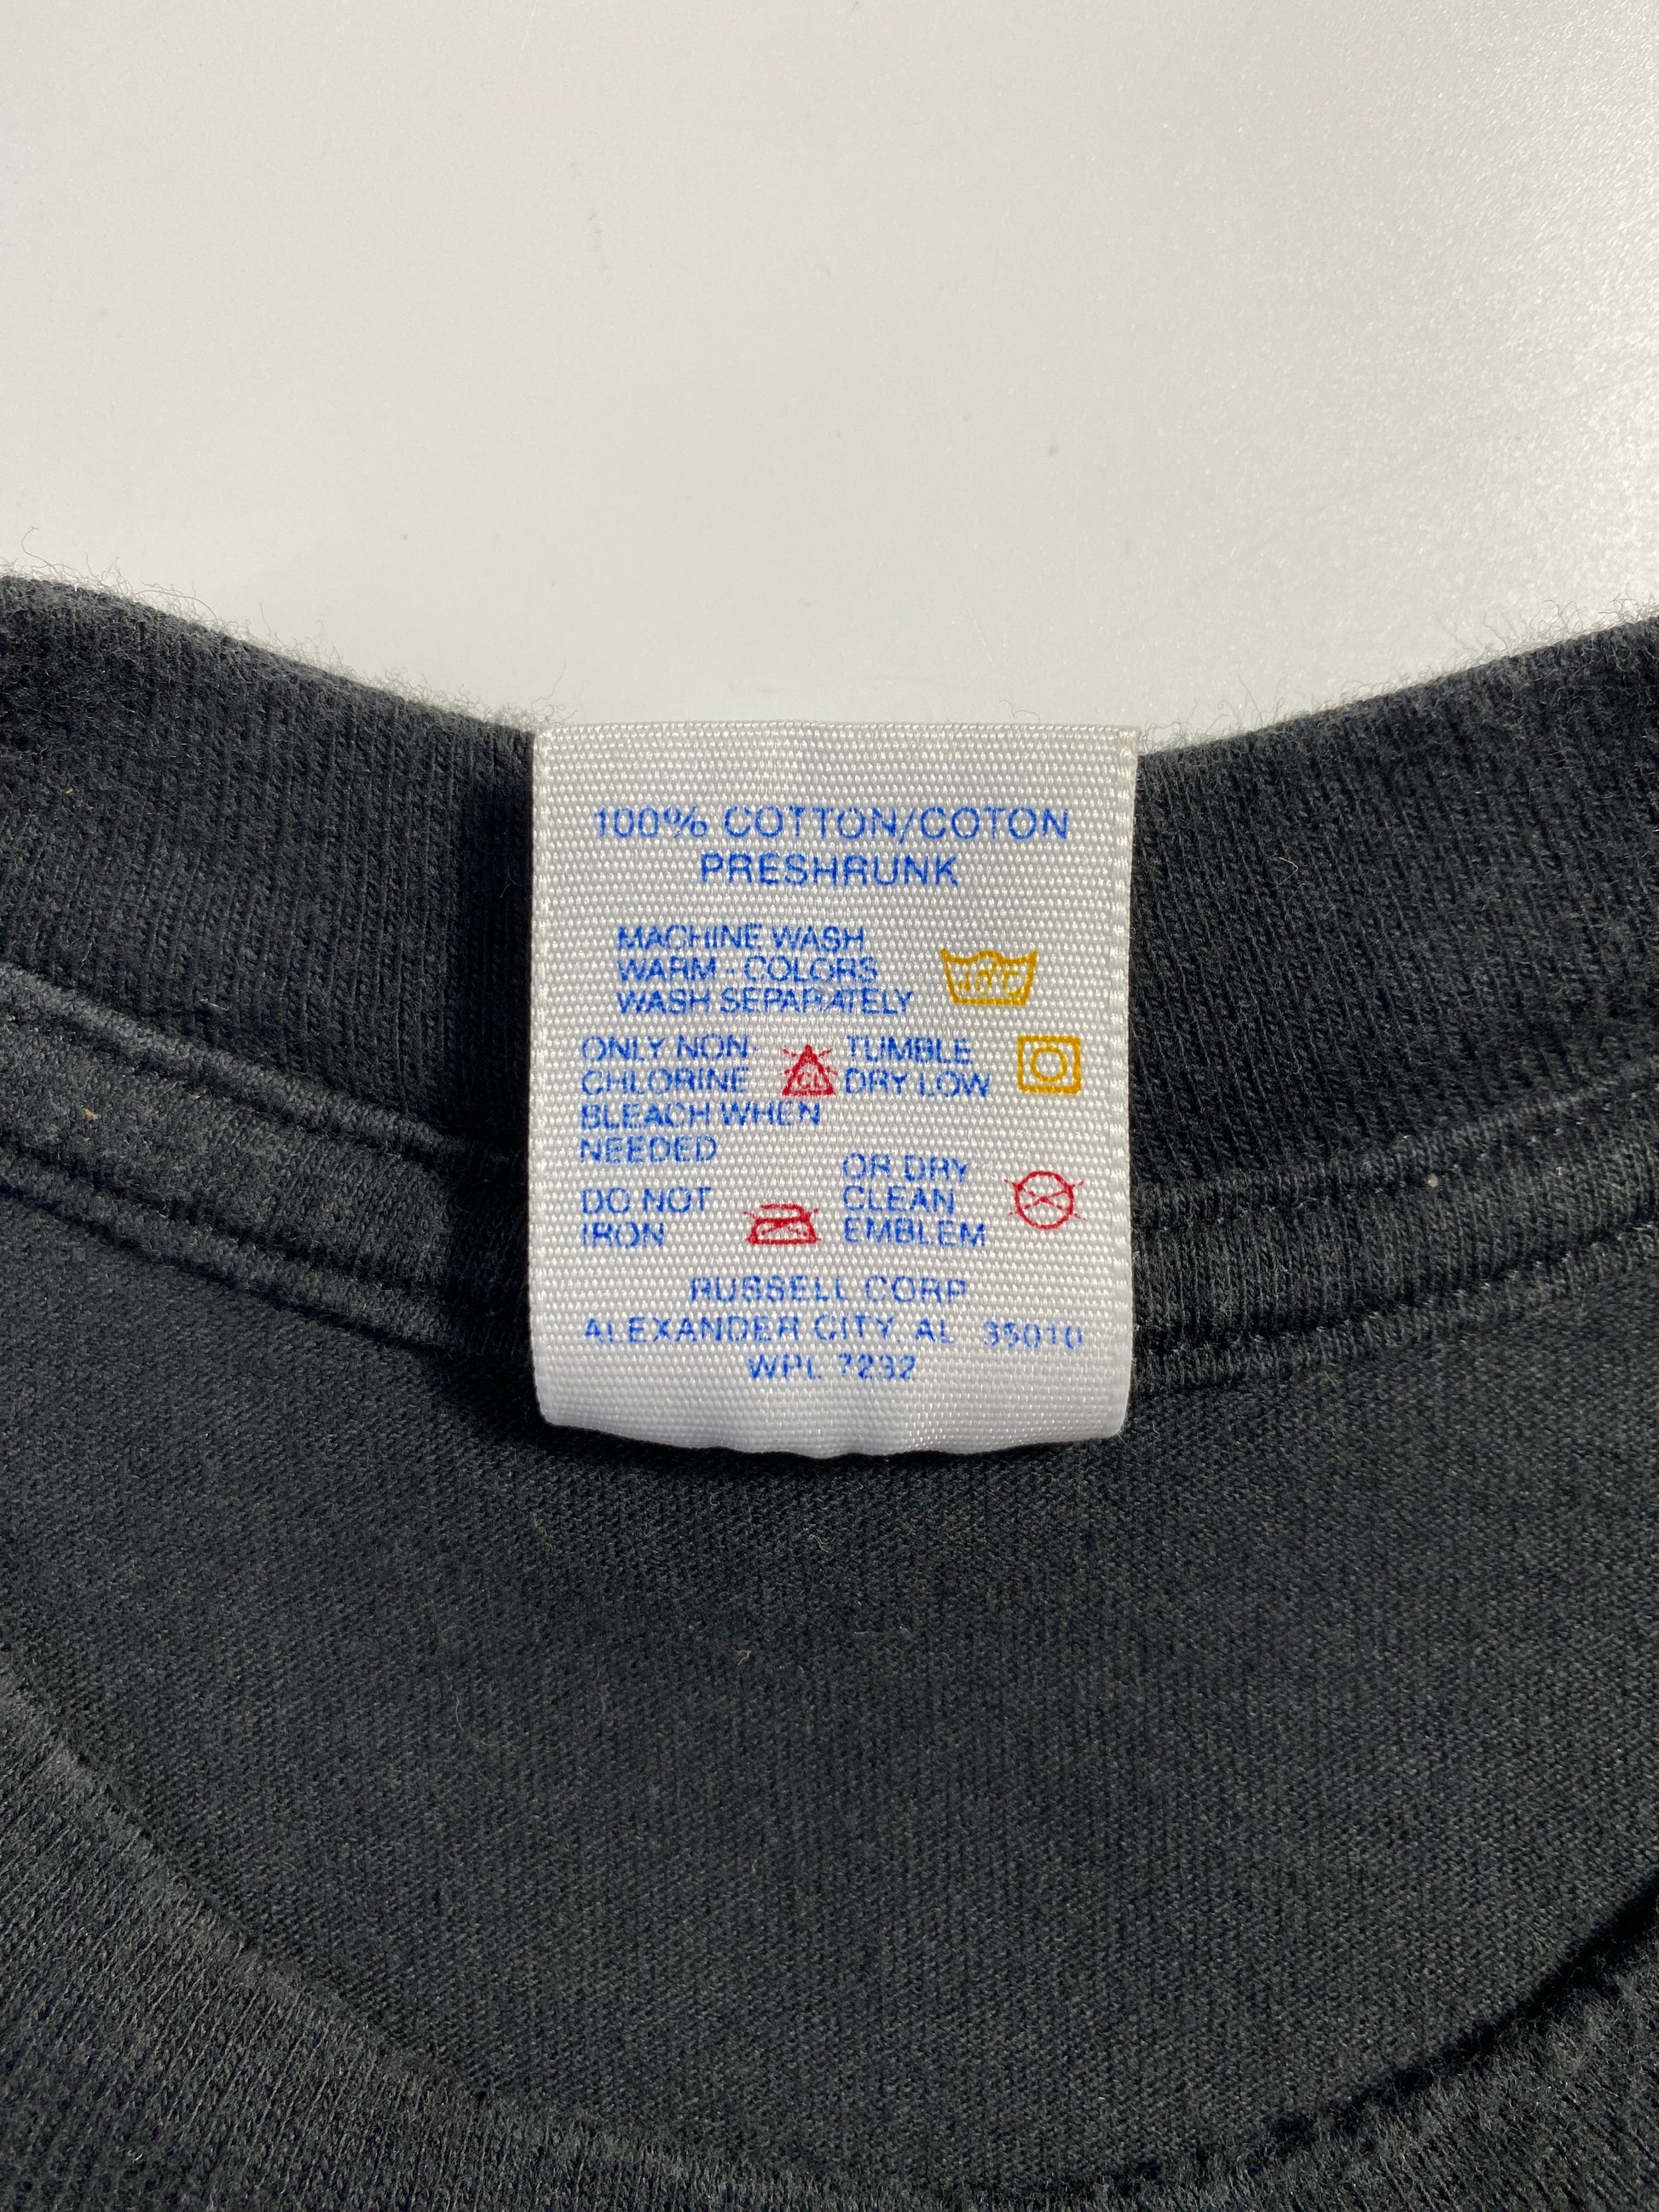 100% COTTON/COTON
PRESHRUNK
MACHINE WASH
WARM - COLORS
WASH SEPARATELY
ONLY NON-
CHLORINE
BLEACH WHEN
NEEDED
CL
TUMBLE
DRY LOW
DO NOT
IRON
OR DRY
CLEAN
EMBLEM
RUSSELL CORP.
ALEXANDER CITY, AL 35010
WPL 7232